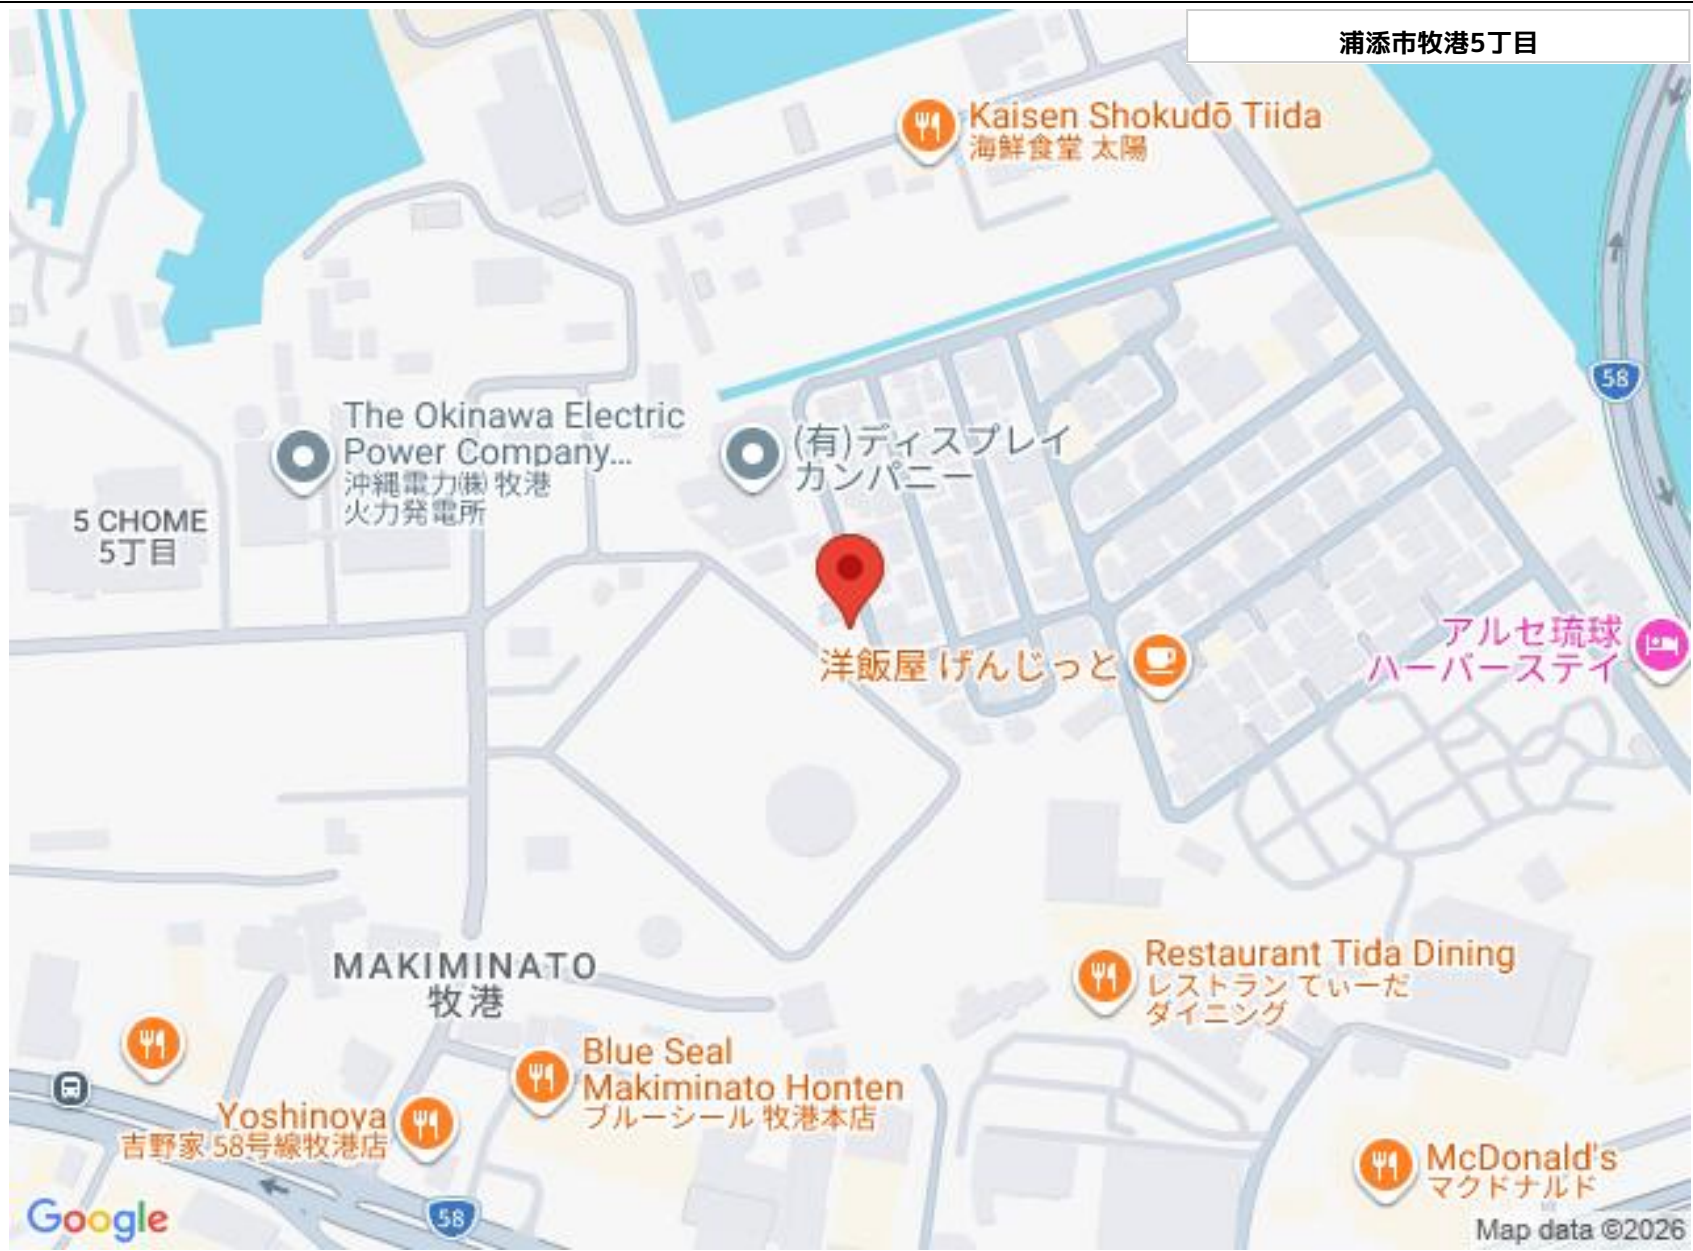 浦添市牧港5丁目
Kaisen Shokudō Tiida
海鮮食堂 太陽
58
The Okinawa Electric
Power Company...
沖縄電力㈱ 牧港
火力発電所
(有)ディスプレイ
カンパニー
5 CHOME
5丁目
アルセ琉球
ハーバーステイ
洋飯屋 げんじっと
MAKIMINATO
牧港
Restaurant Tida Dining
レストラン てぃーだ
ダイニング
Blue Seal
Makiminato Honten
ブルーシール 牧港本店
Yoshinoya
吉野家 58号線牧港店
McDonald's
マクドナルド
58
Google
Map data ©2026